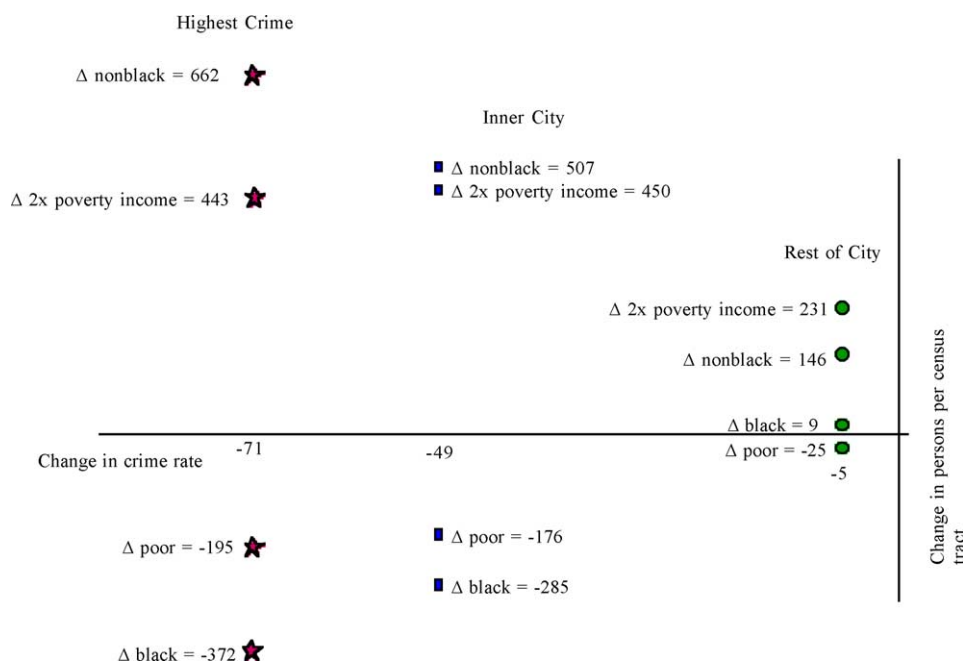 Highest Crime
Δ nonblack = 662
Inner City
Δ nonblack = 507
Δ 2x poverty income = 450
Δ 2x poverty income = 443
Rest of City
Δ 2x poverty income = 231
Δ nonblack = 146
Δ black = 9
Δ poor = -25
-71
-49
-5
Change in crime rate
Change in persons per census
tract
Δ poor = -195
Δ poor = -176
Δ black = -285
Δ black = -372